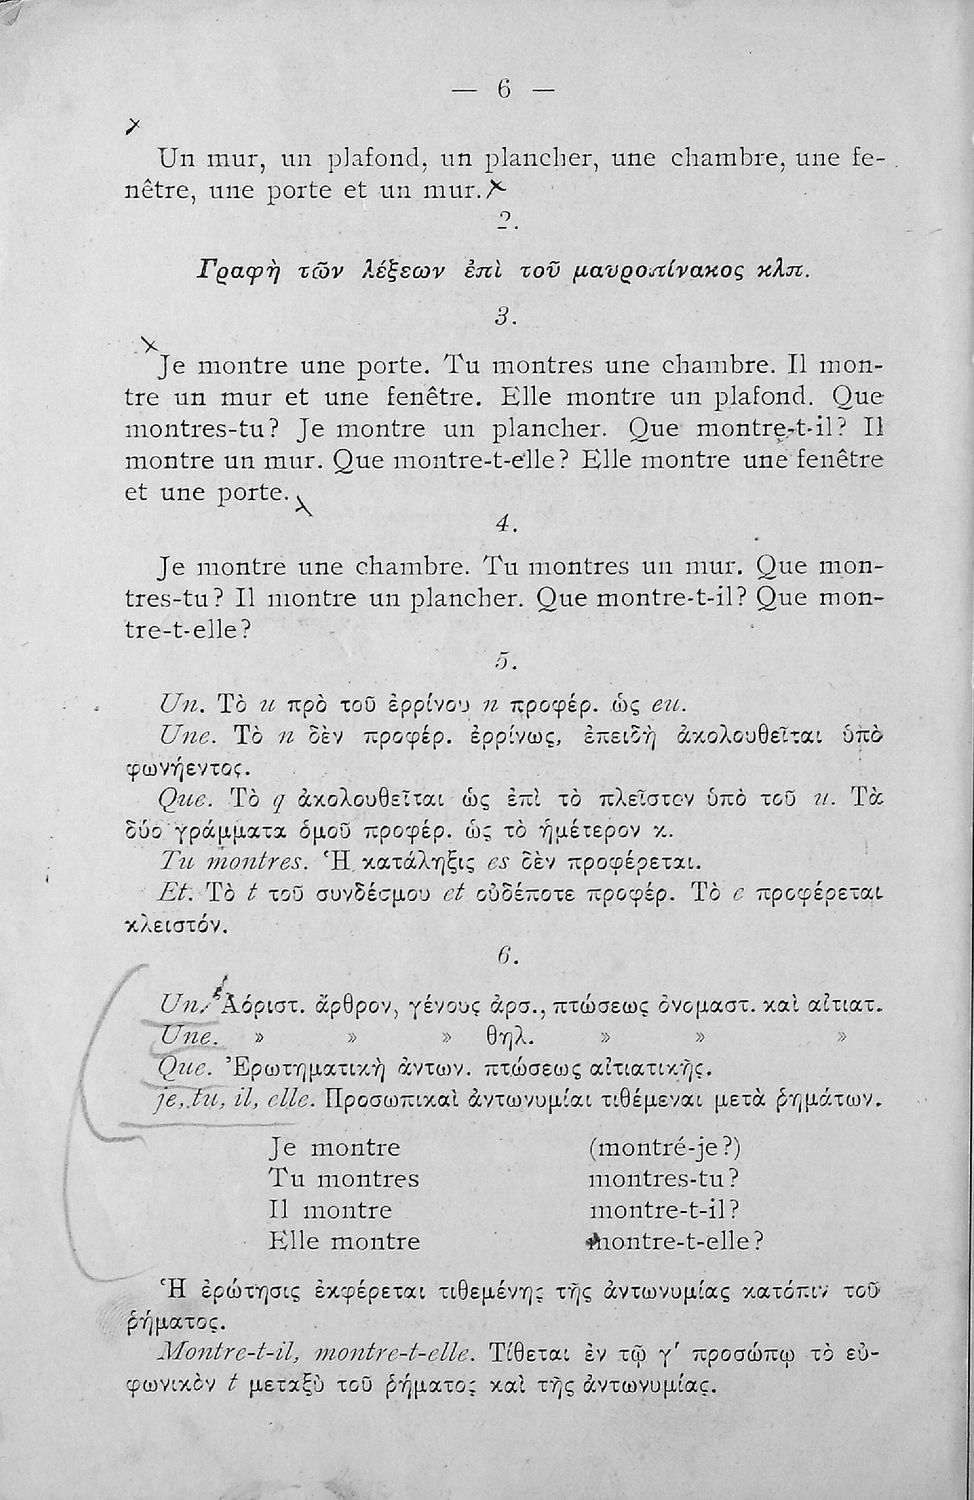 — 6 —
Un mur, un plafond, un plancher, une chambre, une fe-
nêtre, une porte et un mur.
2.
Γραφὴ τῶν λέξεων ἐπὶ τοῦ μαυροπίνακος κλπ.
3.
Je montre une porte. Tu montres une chambre. Il mon-
tre un mur et une fenêtre. Elle montre un plafond. Que
montres-tu? Je montre un plancher. Que montre-t-il? Il
montre un mur. Que montre-t-elle? Elle montre une fenêtre
et une porte.
4.
Je montre une chambre. Tu montres un mur. Que mon-
tres-tu? Il montre un plancher. Que montre-t-il? Que mon-
tre-t-elle?
5.
Un. Τὸ u πρὸ τοῦ ἐρρίνου n προφέρ. ὡς eu.
Une. Τὸ n δὲν προφέρ. ἐρρίνως, ἐπειδὴ ἀκολουθεῖται ὑπὸ
φωνήεντος.
Que. Τὸ q ἀκολουθεῖται ὡς ἐπὶ τὸ πλεῖστον ὑπὸ τοῦ u. Τὰ
δύο γράμματα ὁμοῦ προφέρ. ὡς τὸ ἡμέτερον κ.
Tu montres. Ἡ κατάληξις es δὲν προφέρεται.
Et. Τὸ t τοῦ συνδέσμου et οὐδέποτε προφέρ. Τὸ e προφέρεται
κλειστόν.
6.
Un. Ἀόριστ. ἄρθρον, γένους ἀρσ., πτώσεως ὀνομαστ. καὶ αἰτιατ.
Une. » » » θηλ. » » »
Que. Ἐρωτηματικὴ ἀντων. πτώσεως αἰτιατικῆς.
je, tu, il, elle. Προσωπικαὶ ἀντωνυμίαι τιθέμεναι μετὰ ῥημάτων.
Je montre (montré-je?)
Tu montres montres-tu?
Il montre montre-t-il?
Elle montre montre-t-elle?
Ἡ ἐρώτησις ἐκφέρεται τιθεμένης τῆς ἀντωνυμίας κατόπιν τοῦ
ῥήματος.
Montre-t-il, montre-t-elle. Τίθεται ἐν τῷ γ′ προσώπῳ τὸ εὐ-
φωνικὸν t μεταξὺ τοῦ ῥήματος καὶ τῆς ἀντωνυμίας.